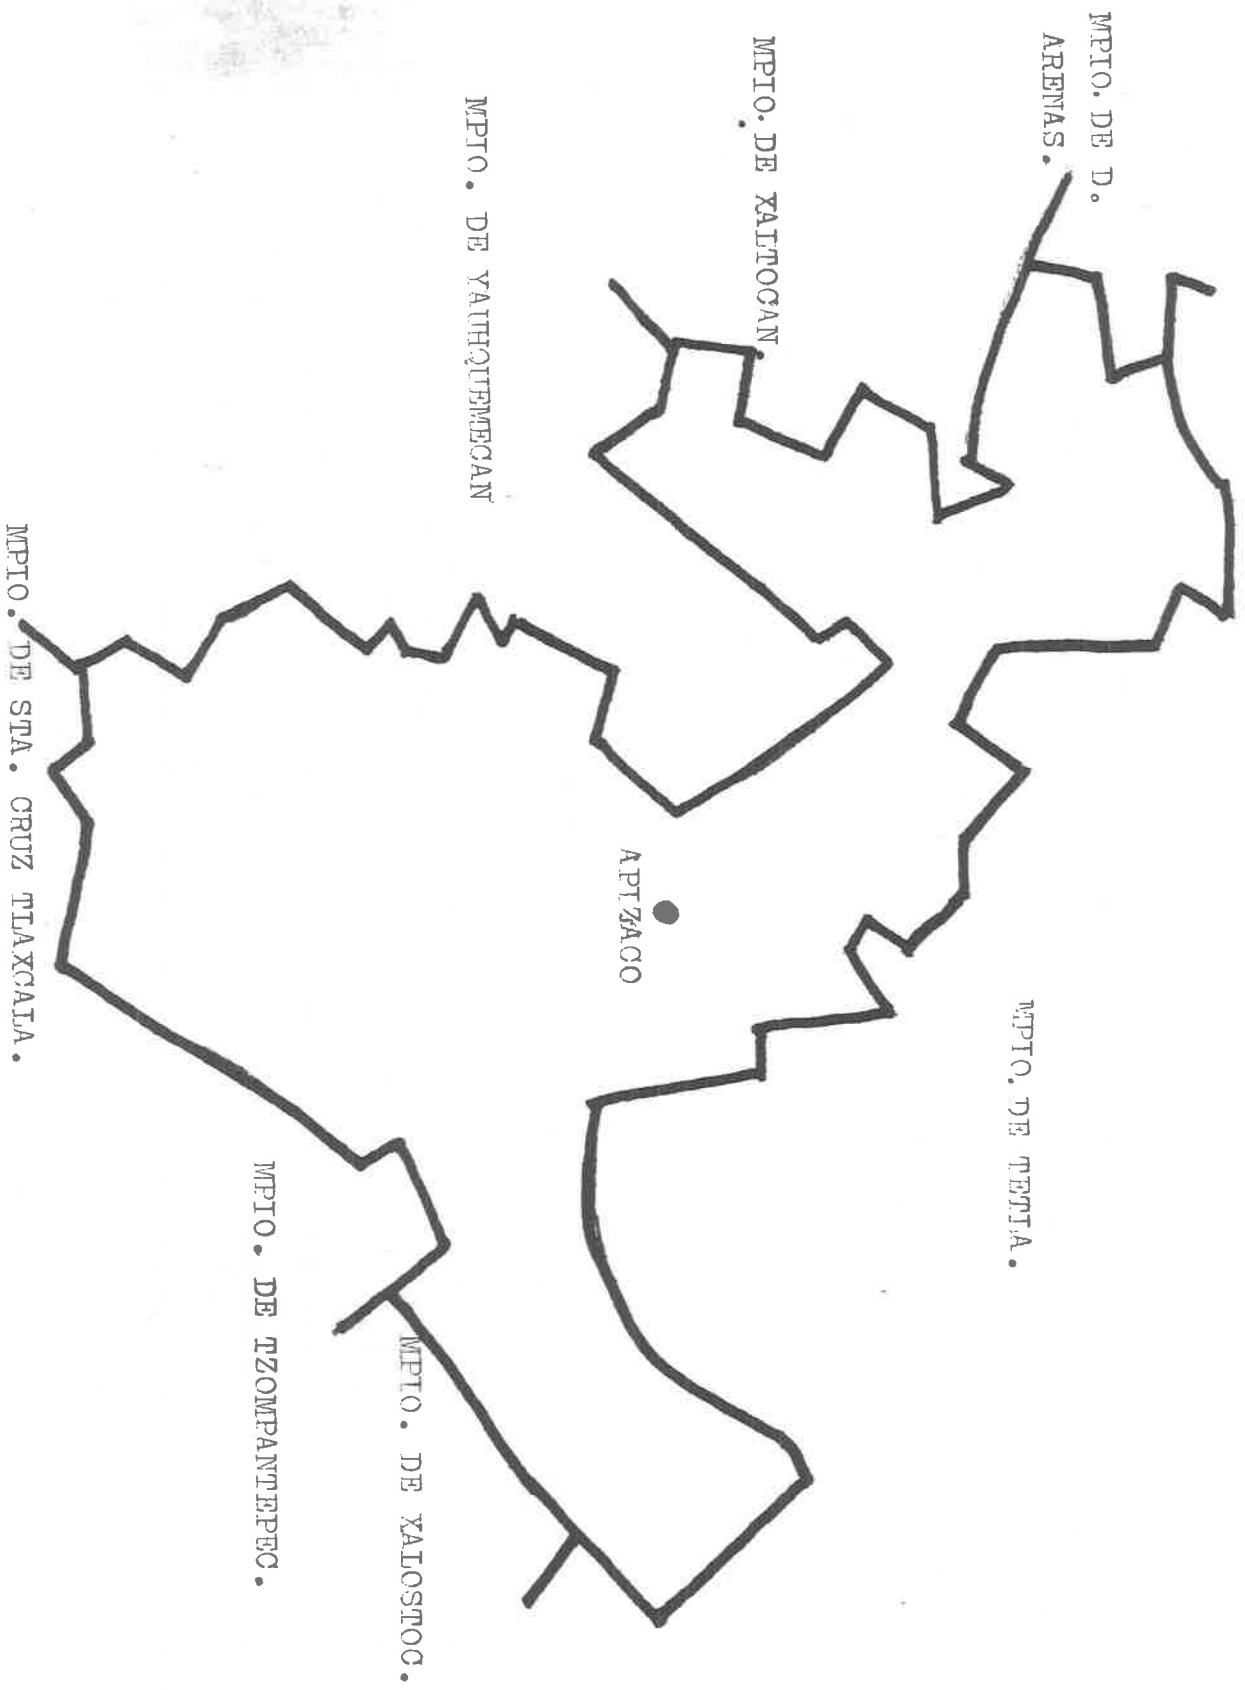 MPIO. DE D.
ARENAS.
MPIO. DE XALTOCAN.
MPIO. DE TETLA.
APIZACO
MPIO. DE YAUHQUEMECAN
MPIO. DE XALOSTOC.
MPIO. DE TZOMPANTEPEC.
MPIO. DE STA. CRUZ TLAXCALA.